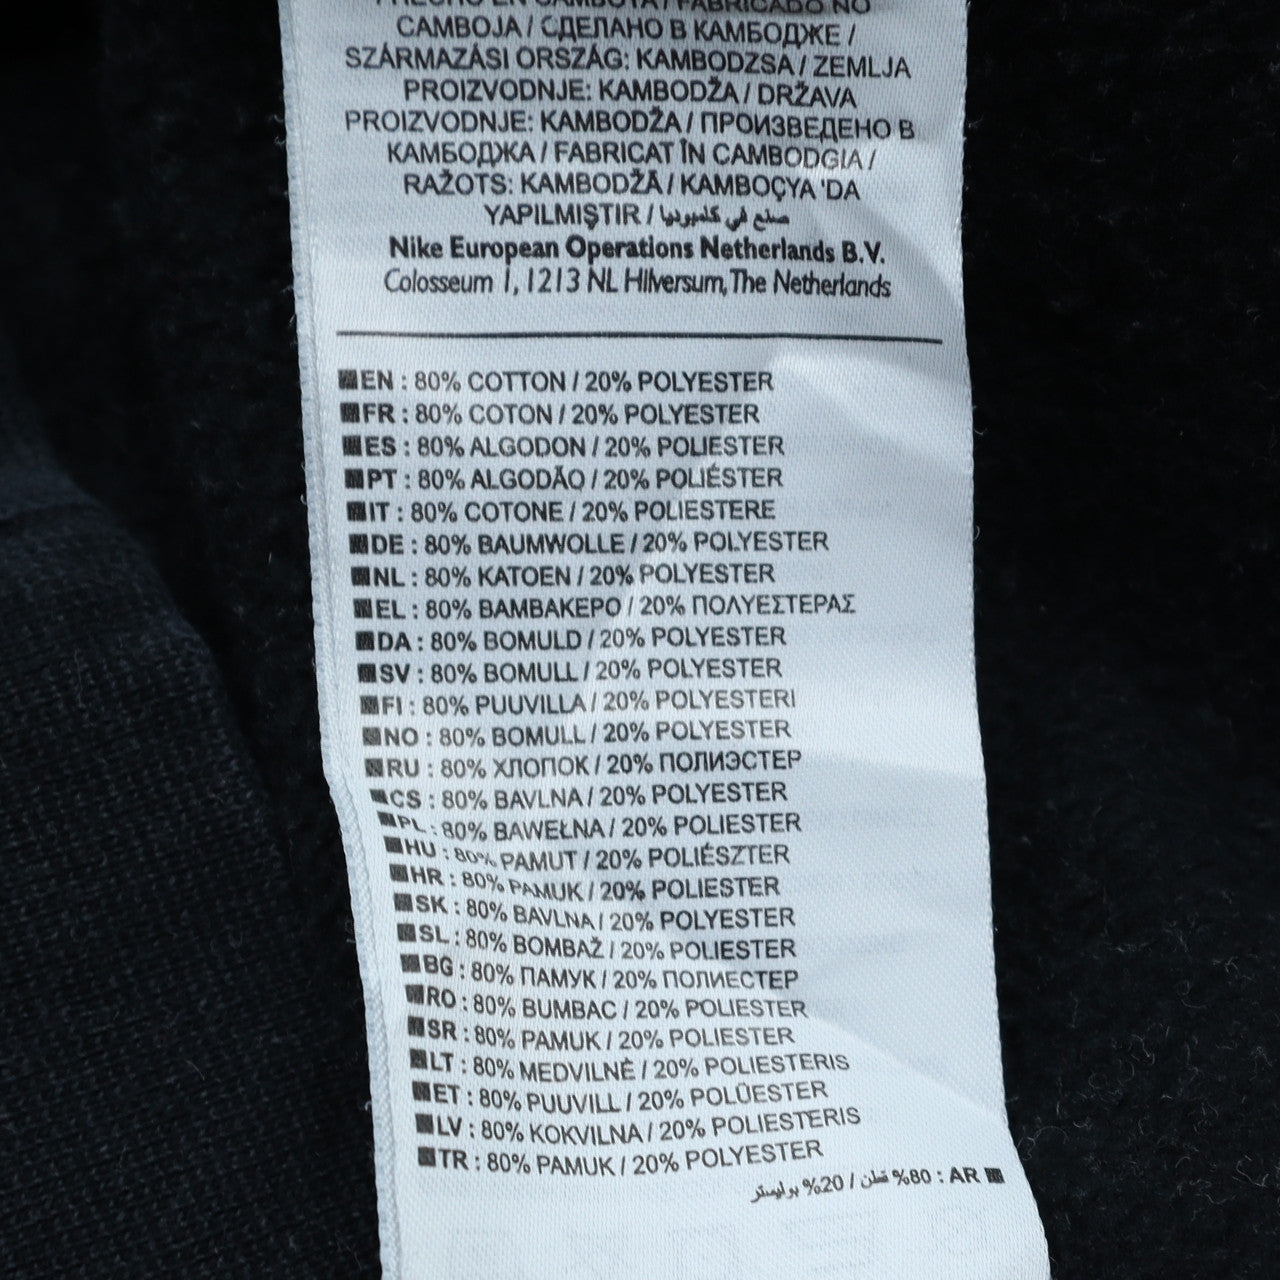 / HECHO EN CAMBOYA / FABRICADO NO
CAMBOJA / СДЕЛАНО В КАМБОДЖЕ /
SZÁRMAZÁSI ORSZÁG: KAMBODZSA / ZEMLJA
PROIZVODNJE: KAMBODŽA / DRŽAVA
PROIZVODNJE: KAMBODŽA / ПРОИЗВЕДЕНО В
КАМБОДЖА / FABRICAT ÎN CAMBODGIA /
RAŽOTS: KAMBODŽĀ / KAMBOÇYA 'DA
YAPILMIŞTIR / صنع في كامبوديا
Nike European Operations Netherlands B.V.
Colosseum 1, 1213 NL Hilversum, The Netherlands
EN : 80% COTTON / 20% POLYESTER
FR : 80% COTON / 20% POLYESTER
ES : 80% ALGODON / 20% POLIESTER
PT : 80% ALGODÃO / 20% POLIÉSTER
IT : 80% COTONE / 20% POLIESTERE
DE : 80% BAUMWOLLE / 20% POLYESTER
NL : 80% KATOEN / 20% POLYESTER
EL : 80% ΒΑΜΒΑΚΕΡΟ / 20% ΠΟΛΥΕΣΤΕΡΑΣ
DA : 80% BOMULD / 20% POLYESTER
SV : 80% BOMULL / 20% POLYESTER
FI : 80% PUUVILLA / 20% POLYESTERI
NO : 80% BOMULL / 20% POLYESTER
RU : 80% ХЛОПОК / 20% ПОЛИЭСТЕР
CS : 80% BAVLNA / 20% POLYESTER
PL : 80% BAWEŁNA / 20% POLIESTER
HU : 80% PAMUT / 20% POLIÉSZTER
HR : 80% PAMUK / 20% POLIESTER
SK : 80% BAVLNA / 20% POLYESTER
SL : 80% BOMBAŽ / 20% POLIESTER
BG : 80% ПАМУК / 20% ПОЛИЕСТЕР
RO : 80% BUMBAC / 20% POLIESTER
SR : 80% PAMUK / 20% POLIESTER
LT : 80% MEDVILNĖ / 20% POLIESTERIS
ET : 80% PUUVILL / 20% POLÜESTER
LV : 80% KOKVILNA / 20% POLIESTERIS
TR : 80% PAMUK / 20% POLYESTER
AR : 80% قطن / 20% بوليستر